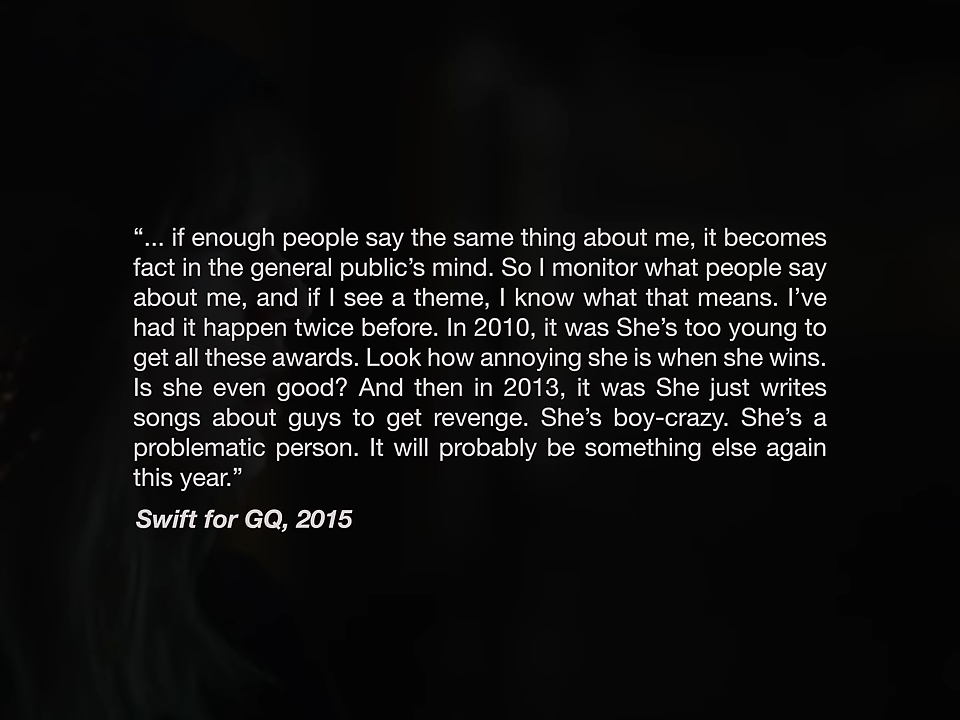 “... if enough people say the same thing about me, it becomes
fact in the general public’s mind. So I monitor what people say
about me, and if I see a theme, I know what that means. I’ve
had it happen twice before. In 2010, it was She’s too young to
get all these awards. Look how annoying she is when she wins.
Is she even good? And then in 2013, it was She just writes
songs about guys to get revenge. She’s boy-crazy. She’s a
problematic person. It will probably be something else again
this year.”
Swift for GQ, 2015